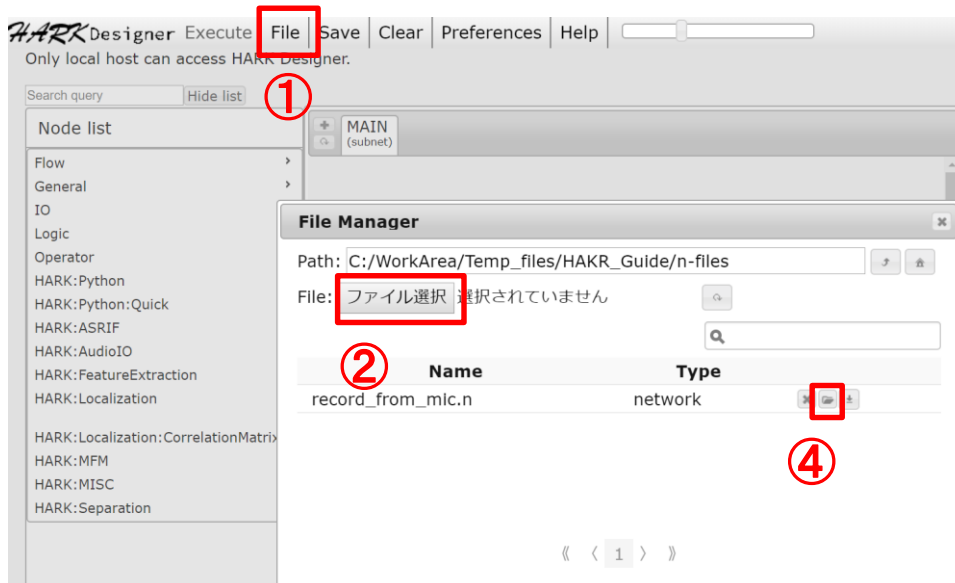 HARK Designer Execute File Save Clear Preferences Help
Only local host can access HARK Designer.
①
Search query Hide list
Node list
MAIN
(subnet)
Flow
General
IO
Logic
Operator
HARK:Python
HARK:Python:Quick
HARK:ASRIF
HARK:AudioIO
HARK:FeatureExtraction
HARK:Localization
HARK:Localization:CorrelationMatrix
HARK:MFM
HARK:MISC
HARK:Separation
File Manager
Path: C:/WorkArea/Temp_files/HAKR_Guide/n-files
File: ファイル選択 選択されていません
②
Name Type
record_from_mic.n network
④
《 〈 1 〉 》